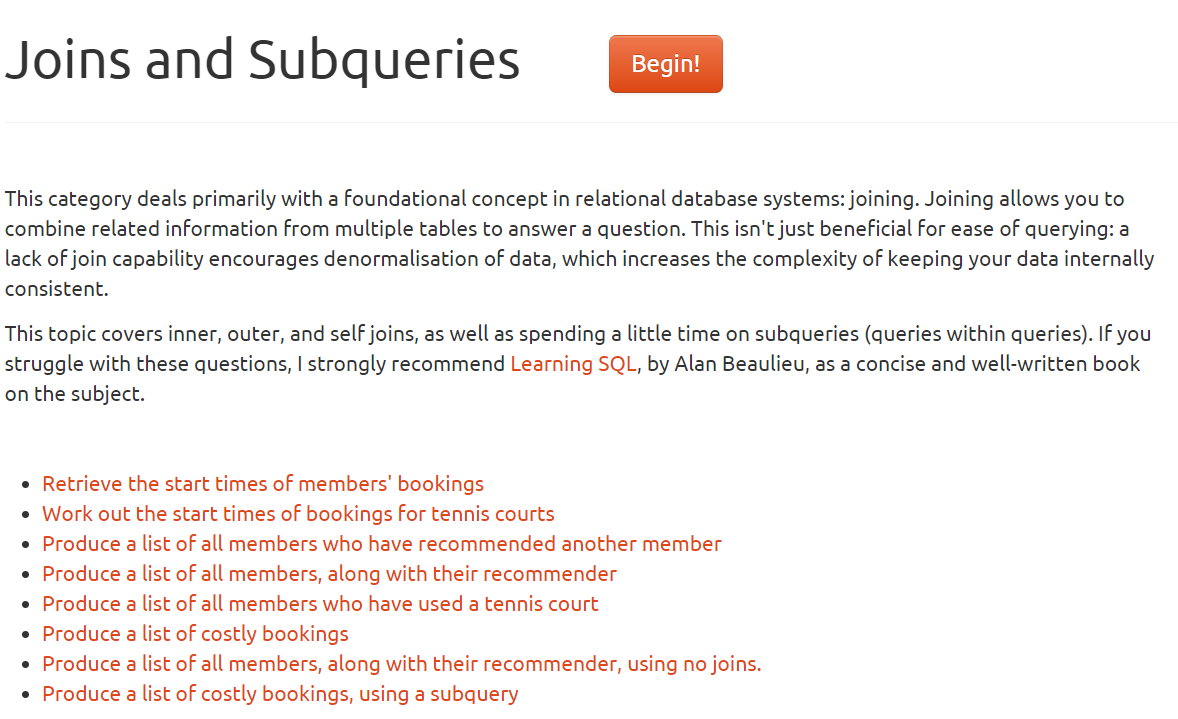 Joins and Subqueries
Begin!
This category deals primarily with a foundational concept in relational database systems: joining. Joining allows you to
combine related information from multiple tables to answer a question. This isn't just beneficial for ease of querying: a
lack of join capability encourages denormalisation of data, which increases the complexity of keeping your data internally
consistent.
This topic covers inner, outer, and self joins, as well as spending a little time on subqueries (queries within queries). If you
struggle with these questions, I strongly recommend Learning SQL, by Alan Beaulieu, as a concise and well-written book
on the subject.
• Retrieve the start times of members' bookings
• Work out the start times of bookings for tennis courts
• Produce a list of all members who have recommended another member
• Produce a list of all members, along with their recommender
• Produce a list of all members who have used a tennis court
• Produce a list of costly bookings
• Produce a list of all members, along with their recommender, using no joins.
• Produce a list of costly bookings, using a subquery